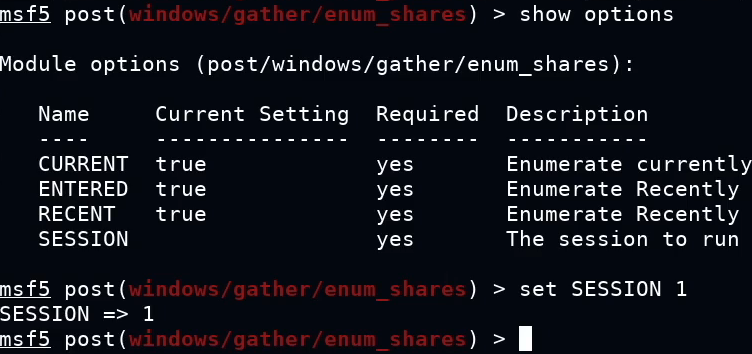 msf5 post(windows/gather/enum_shares) > show options
Module options (post/windows/gather/enum_shares):
Name Current Setting Required Description
---- --------------- -------- -----------
CURRENT true yes Enumerate currently
ENTERED true yes Enumerate Recently
RECENT true yes Enumerate Recently
SESSION yes The session to run
msf5 post(windows/gather/enum_shares) > set SESSION 1
SESSION => 1
msf5 post(windows/gather/enum_shares) >